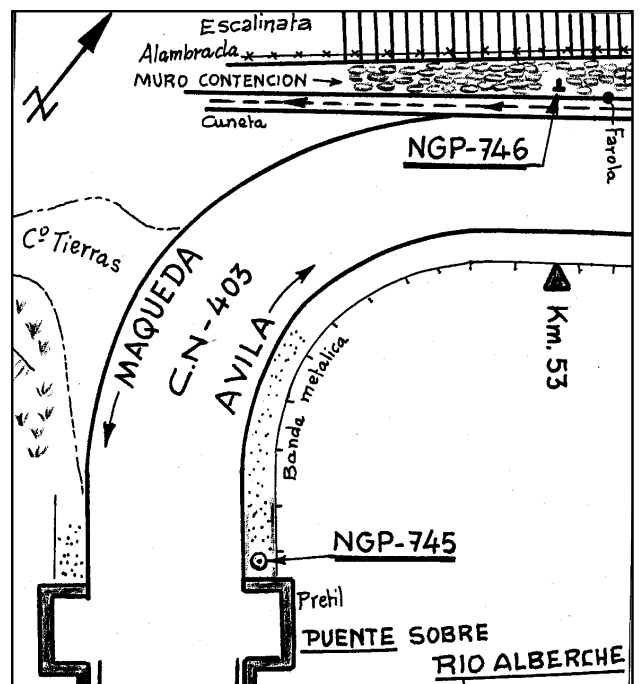 Escalinata
Alambrada
MURO CONTENCION
Cuneta
NGP-746
Farola
N
Cº Tierras
MAQUEDA
C.N-403
AVILA
Km. 53
Banda metalica
NGP-745
Pretil
PUENTE SOBRE
RIO ALBERCHE